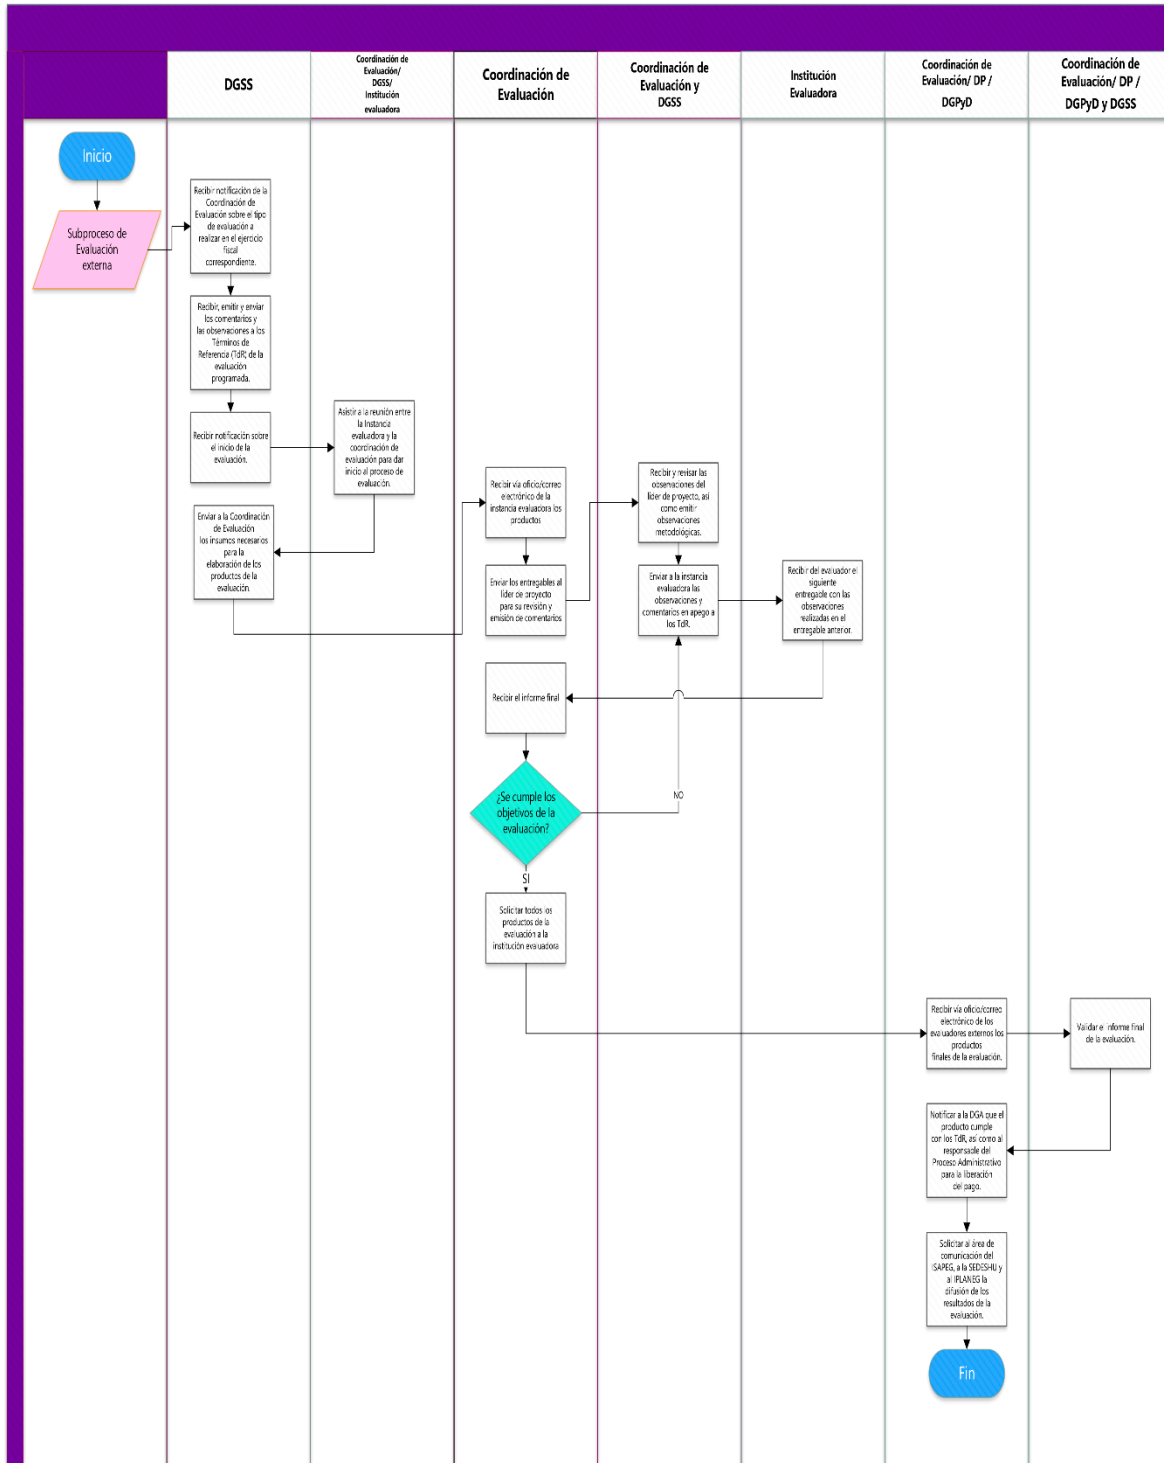 DGSS
Coordinación de
Evaluación/
DGSS/
Institución
evaluadora
Coordinación de
Evaluación
Coordinación de
Evaluación y
DGSS
Institución
Evaluadora
Coordinación de
Evaluación/ DP /
DGPyD
Coordinación de
Evaluación/ DP /
DGPyD y DGSS
Inicio
Subproceso de
Evaluación
externa
Recibir notificación de la
Coordinación de
Evaluación sobre el tipo
de evaluación a
realizar en el ejercicio
fiscal
correspondiente.
Recibir, emitir y enviar
los comentarios y
las observaciones a los
Términos de
Referencia (TdR) de la
evaluación
programada.
Recibir notificación sobre
el inicio de la
evaluación.
Asistir a la reunión entre
la Instancia
evaluadora y la
coordinación de
evaluación para dar
inicio al proceso de
evaluación.
Enviar a la Coordinación
de Evaluación
los insumos necesarios
para la
elaboración de los
productos de la
evaluación.
Recibir vía oficio/correo
electrónico de la
instancia evaluadora los
productos
Enviar los entregables al
líder de proyecto
para su revisión y
emisión de comentarios
Recibir y revisar las
observaciones del
líder de proyecto, así
como emitir
observaciones
metodológicas.
Enviar a la instancia
evaluadora las
observaciones y
comentarios en apego a
los TdR.
Recibir del evaluador el
siguiente
entregable con las
observaciones
realizadas en el
entregable anterior.
Recibir el informe final
¿Se cumple los
objetivos de la
evaluación?
NO
SI
Solicitar todos los
productos de la
evaluación a la
institución evaluadora
Recibir vía oficio/correo
electrónico de los
evaluadores externos los
productos
finales de la evaluación.
Validar el informe final
de la evaluación.
Notificar a la DGA que el
producto cumple
con los TdR, así como al
responsable del
Proceso Administrativo
para la liberación
del pago.
Solicitar al área de
comunicación del
ISAPEG, a la SEDESHU y
al IPLANEG la
difusión de los
resultados de la
evaluación.
Fin